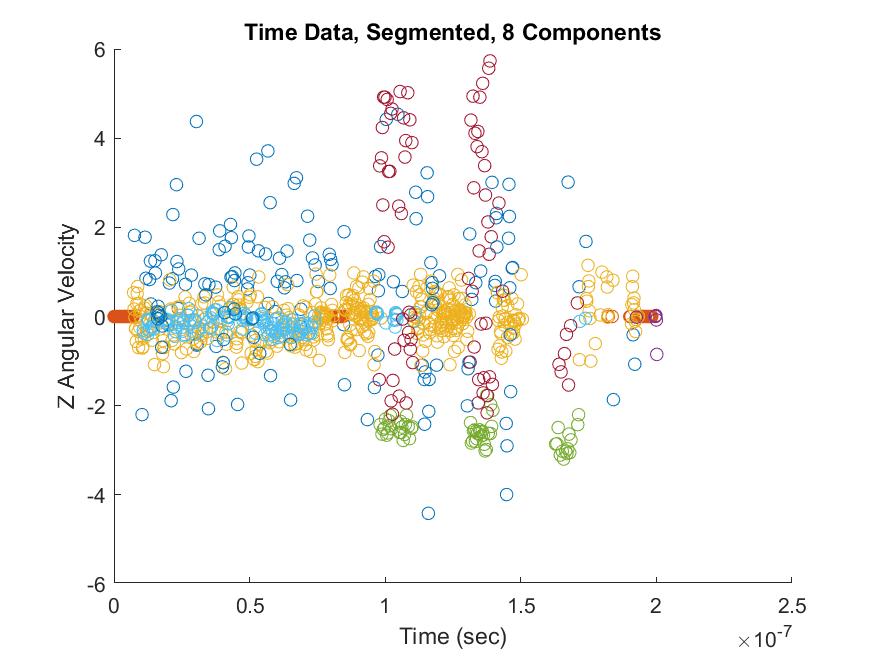 Time Data, Segmented, 8 Components
6
4
2
0
-2
-4
-6
Z Angular Velocity
0 0.5 1 1.5 2 2.5
Time (sec)
×10-7